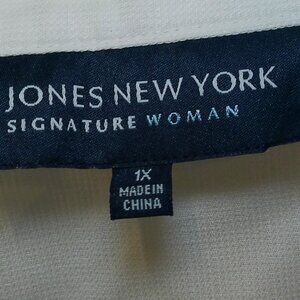 JONES NEW YORK
SIGNATURE WOMAN
1X
MADE IN
CHINA